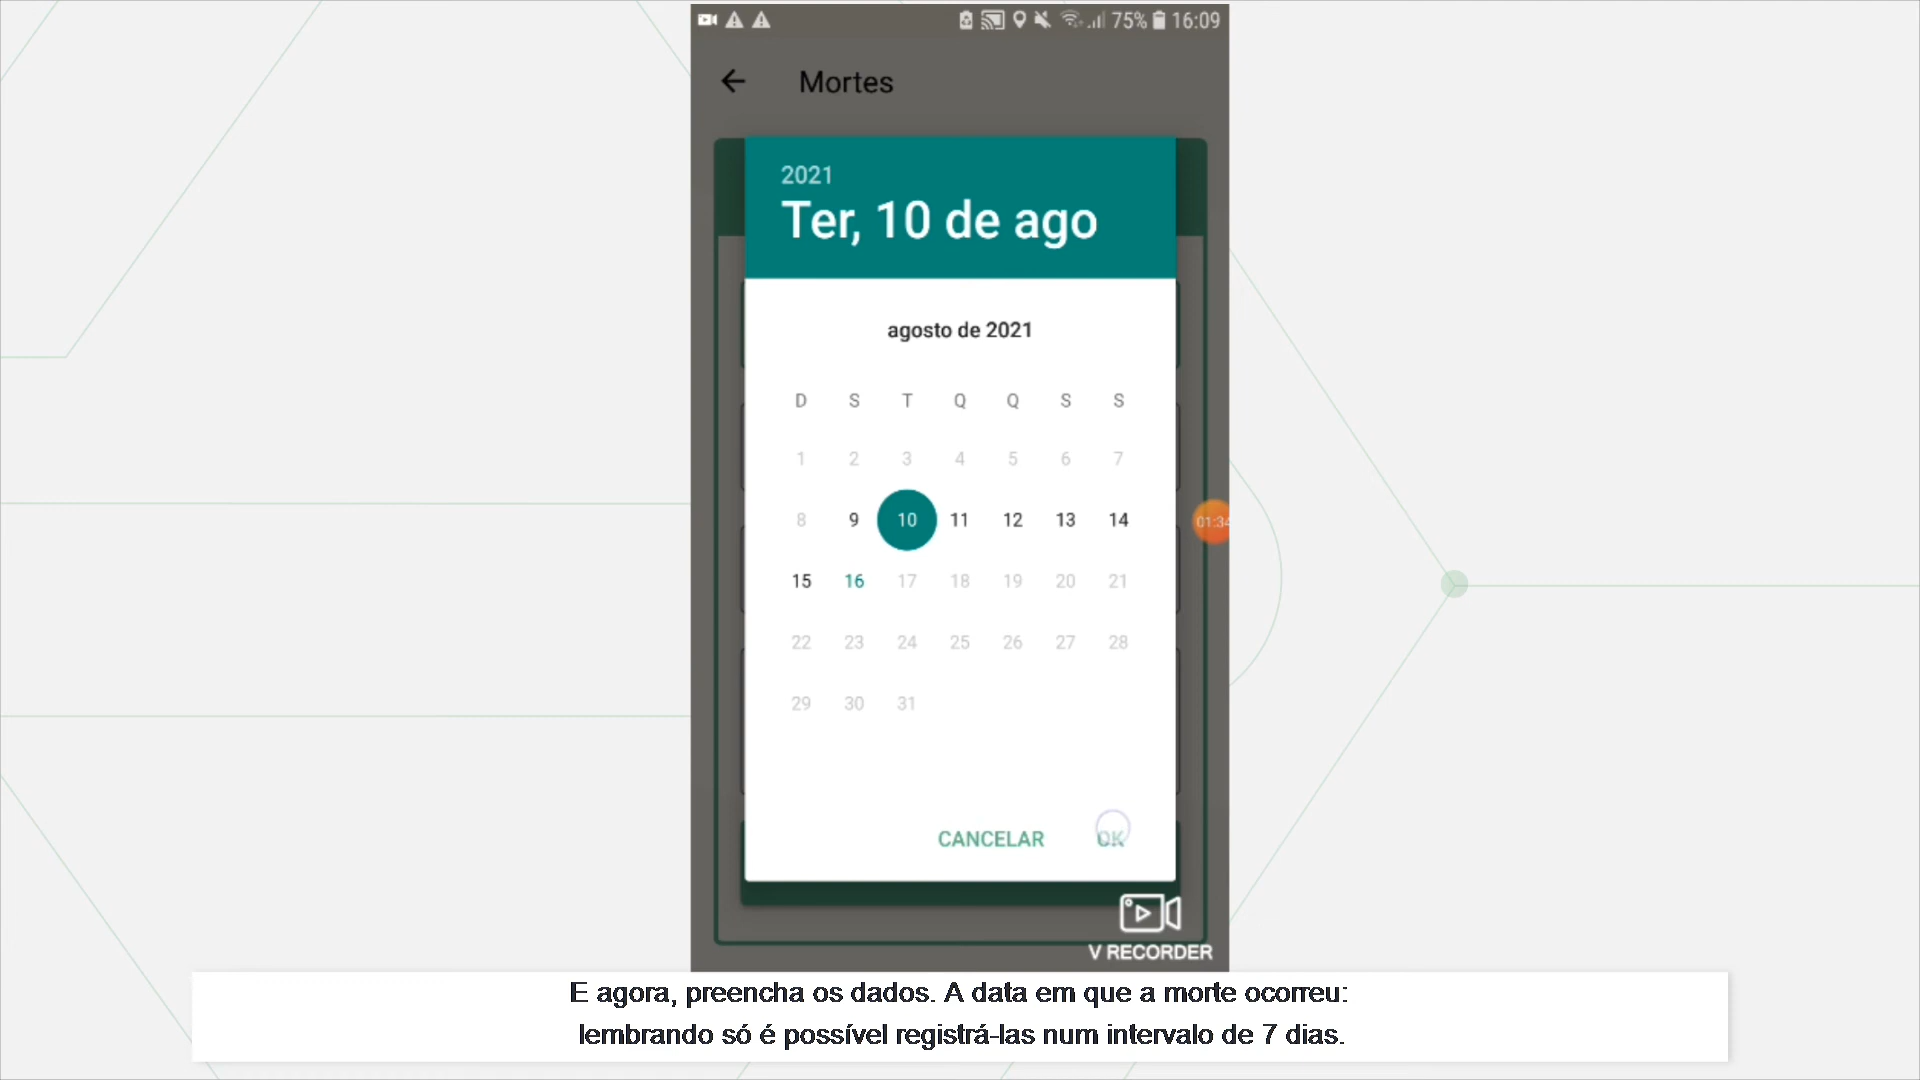 75% 16:09
Mortes
2021
Ter, 10 de ago
agosto de 2021
D S T Q Q S S
1 2 3 4 5 6 7
8 9 10 11 12 13 14
15 16 17 18 19 20 21
22 23 24 25 26 27 28
29 30 31
01:34
CANCELAR OK
V RECORDER
E agora, preencha os dados. A data em que a morte ocorreu:
lembrando só é possível registrá-las num intervalo de 7 dias.